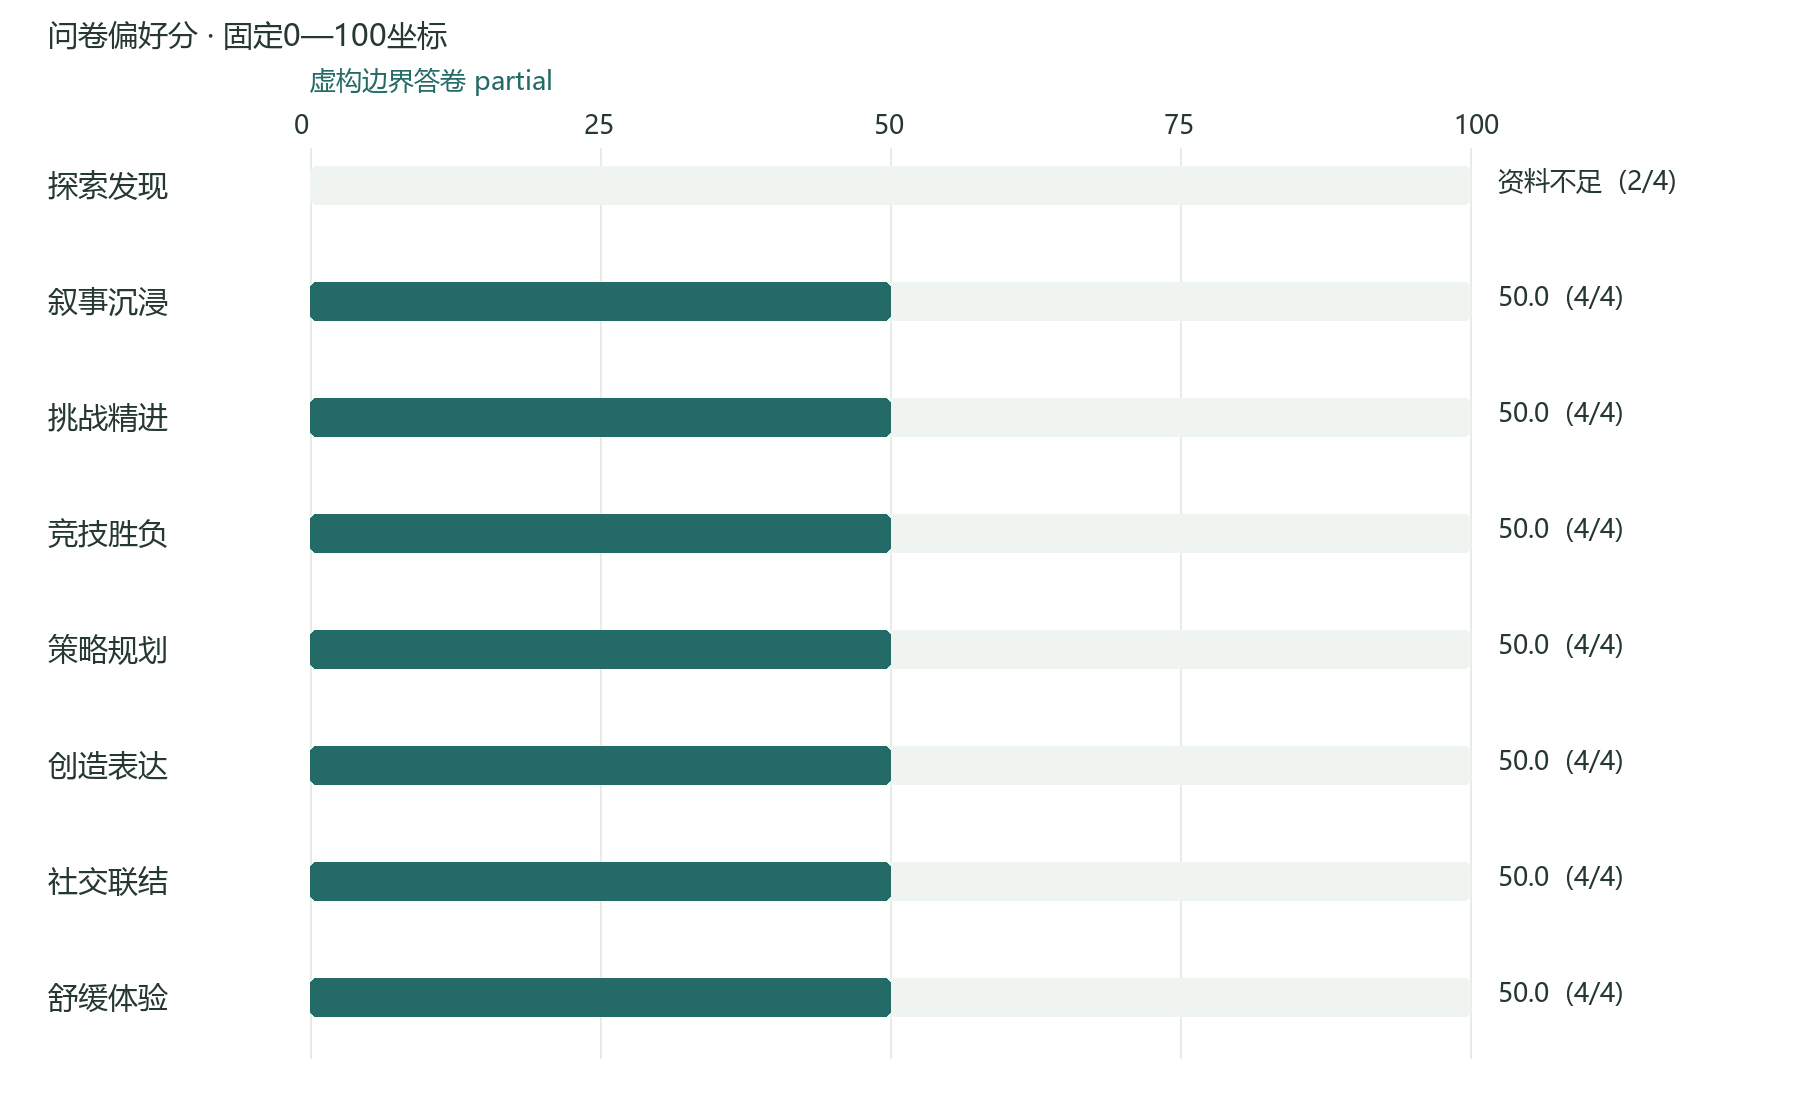 问卷偏好分 · 固定0—100坐标
虚构边界答卷 partial
0 25 50 75 100
探索发现 资料不足 (2/4)
叙事沉浸 50.0 (4/4)
挑战精进 50.0 (4/4)
竞技胜负 50.0 (4/4)
策略规划 50.0 (4/4)
创造表达 50.0 (4/4)
社交联结 50.0 (4/4)
舒缓体验 50.0 (4/4)